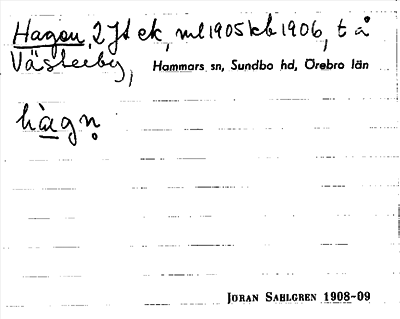 Hagen, 2 Jt ek, ml 1905 kb 1906, t å
Västerby, Hammars sn, Sundbo hd, Örebro län
hàgn̥
JORAN SAHLGREN 1908-09